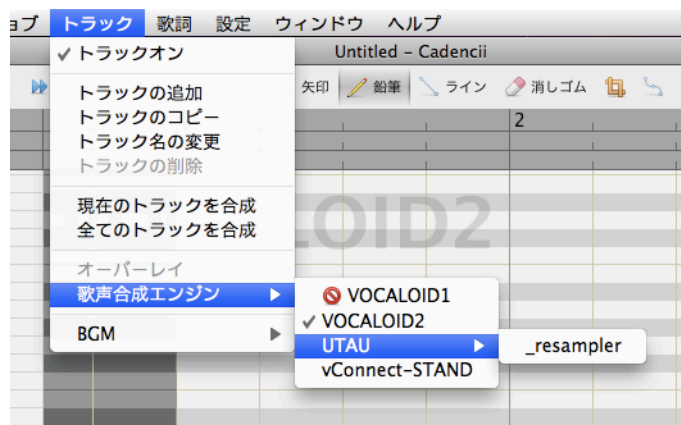 ョブ トラック 歌詞 設定 ウィンドウ ヘルプ
✓ トラックオン
Untitled – Cadencii
トラックの追加
矢印 鉛筆 ライン 消しゴム
トラックのコピー
2
トラック名の変更
トラックの削除
現在のトラックを合成
全てのトラックを合成
LOID2
オーバーレイ
歌声合成エンジン ▶
VOCALOID1
✓ VOCALOID2
BGM ▶
UTAU ▶
_resampler
vConnect-STAND